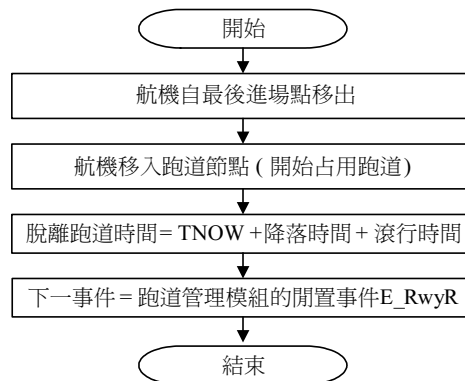 開始
航機自最後進場點移出
航機移入跑道節點 ( 開始占用跑道)
脫離跑道時間= TNOW +降落時間+ 滾行時間
下一事件 = 跑道管理模組的閒置事件E_RwyR
結束